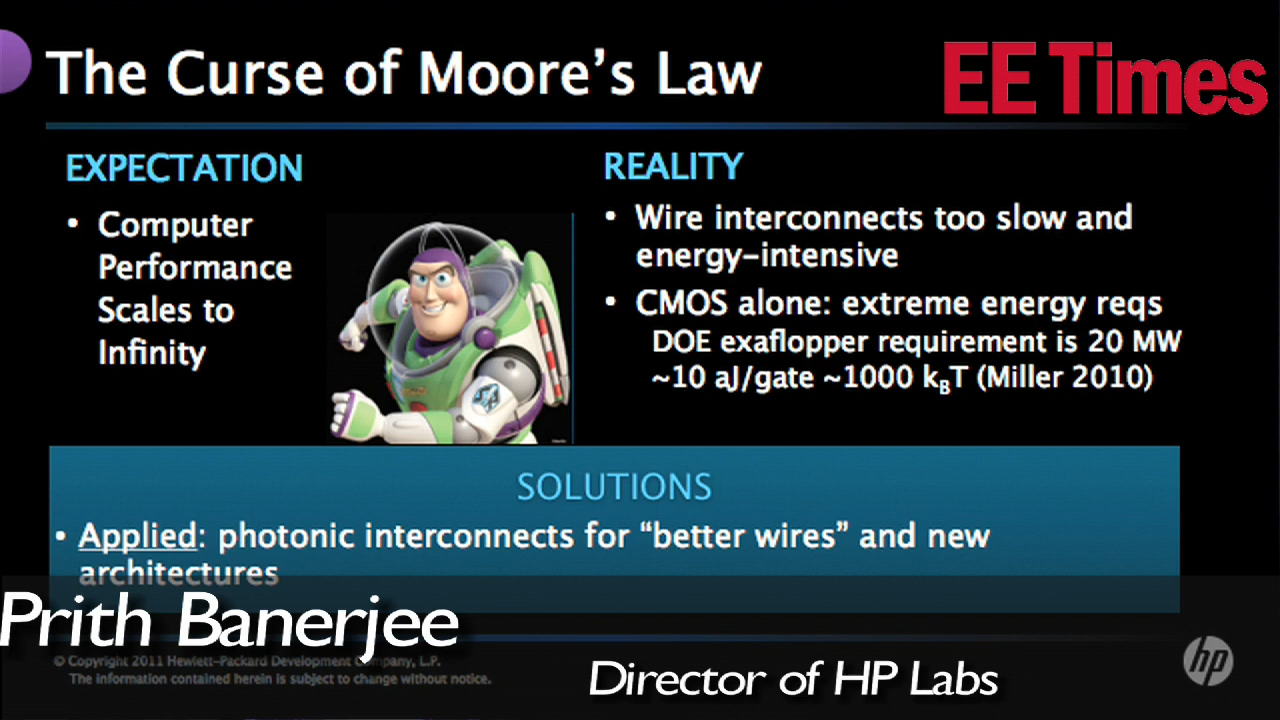 The Curse of Moore's Law
EE Times
EXPECTATION
• Computer
Performance
Scales to
Infinity
REALITY
• Wire interconnects too slow and
energy-intensive
• CMOS alone: extreme energy reqs
DOE exaflopper requirement is 20 MW
~10 aJ/gate ~1000 kBT (Miller 2010)
SOLUTIONS
• Applied: photonic interconnects for “better wires” and new
architectures
Prith Banerjee
Director of HP Labs
© Copyright 2011 Hewlett-Packard Development Company, L.P.
The information contained herein is subject to change without notice.
hp